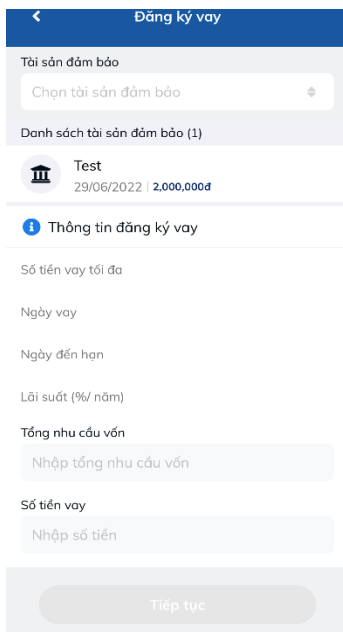 Đăng ký vay
Tài sản đảm bảo
Chọn tài sản đảm bảo
Danh sách tài sản đảm bảo (1)
Test
29/06/2022 | 2,000,000đ
Thông tin đăng ký vay
Số tiền vay tối đa
Ngày vay
Ngày đến hạn
Lãi suất (%/ năm)
Tổng nhu cầu vốn
Nhập tổng nhu cầu vốn
Số tiền vay
Nhập số tiền
Tiếp tục